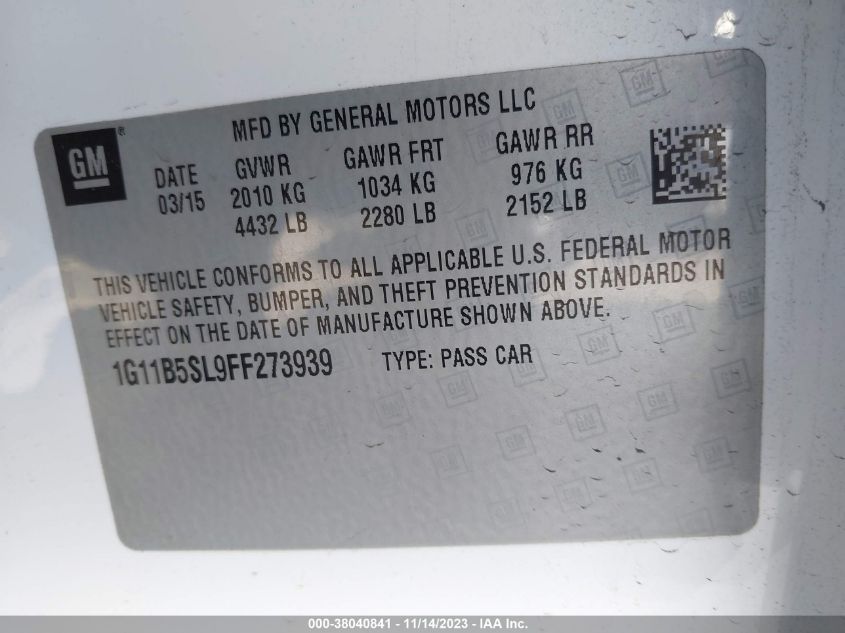 MFD BY GENERAL MOTORS LLC
GM ®
DATE GVWR GAWR FRT GAWR RR
03/15 2010 KG 1034 KG 976 KG
4432 LB 2280 LB 2152 LB
THIS VEHICLE CONFORMS TO ALL APPLICABLE U.S. FEDERAL MOTOR
VEHICLE SAFETY, BUMPER, AND THEFT PREVENTION STANDARDS IN
EFFECT ON THE DATE OF MANUFACTURE SHOWN ABOVE.
1G11B5SL9FF273939 TYPE: PASS CAR
000-38040841 - 11/14/2023 - IAA Inc.